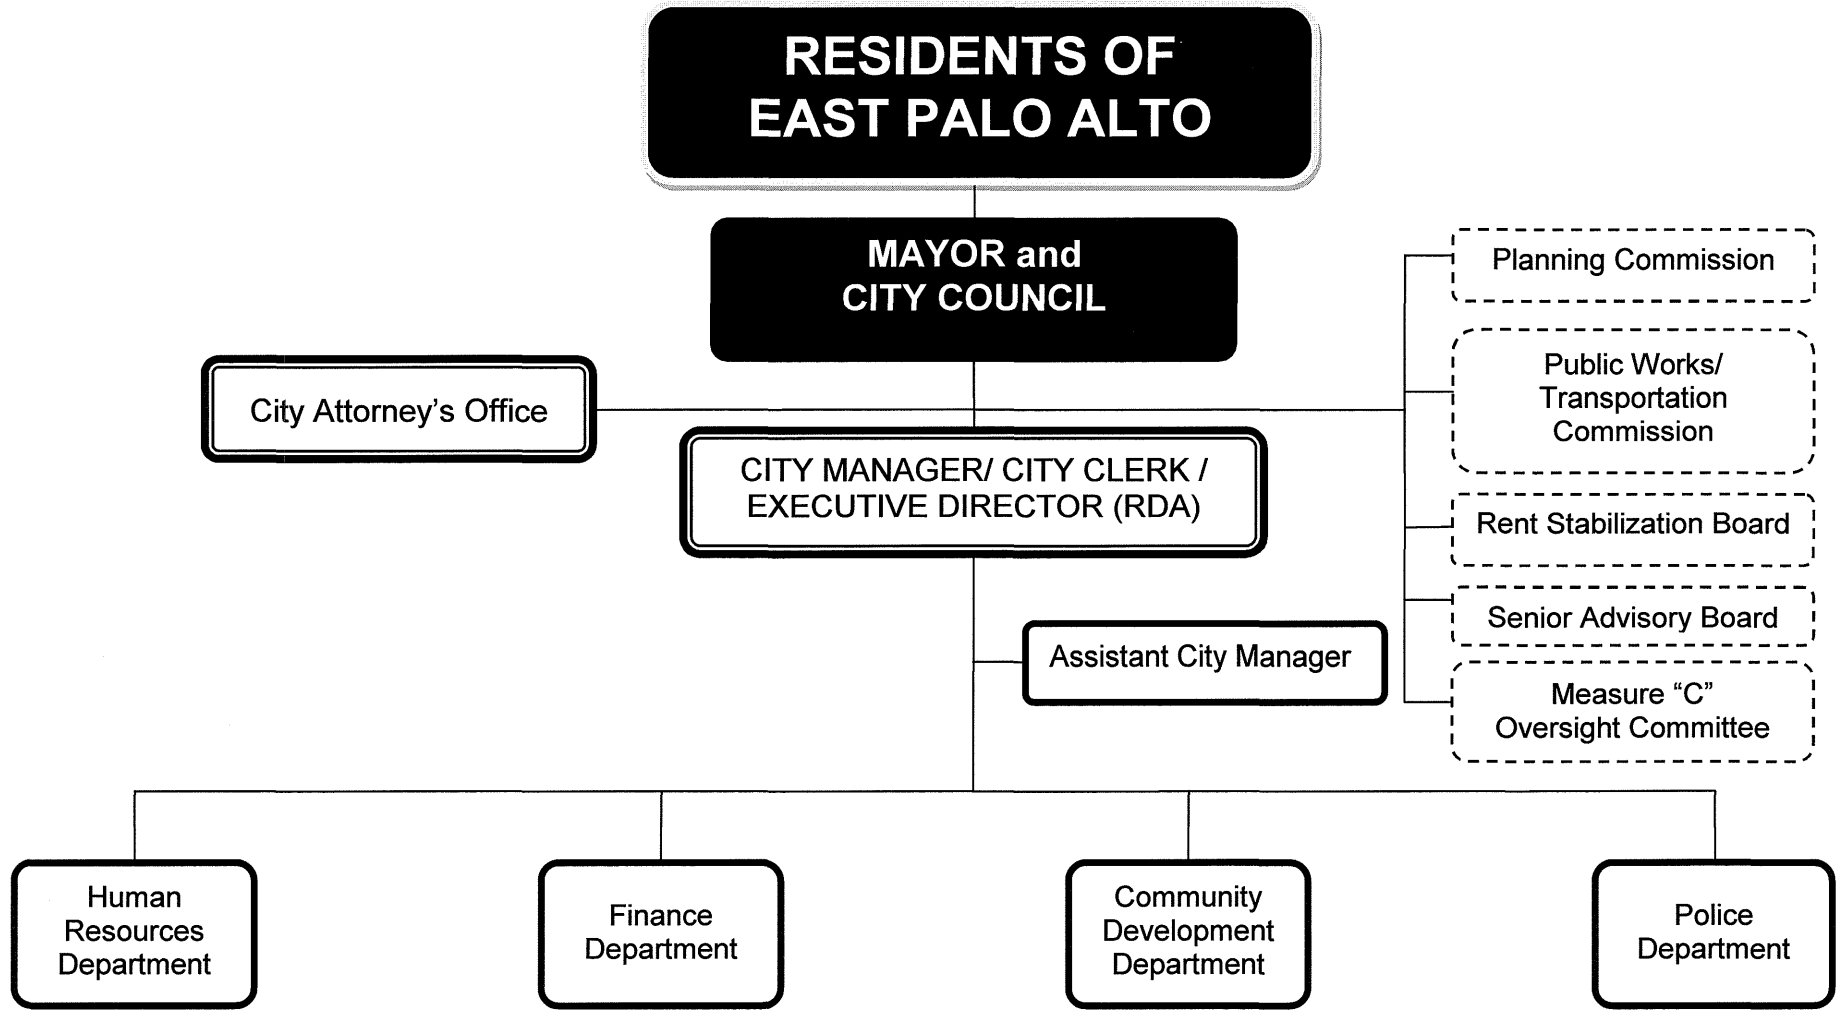 RESIDENTS OF
EAST PALO ALTO
MAYOR and
CITY COUNCIL
Planning Commission
Public Works/
Transportation
Commission
City Attorney's Office
CITY MANAGER/ CITY CLERK /
EXECUTIVE DIRECTOR (RDA)
Rent Stabilization Board
Senior Advisory Board
Assistant City Manager
Measure “C”
Oversight Committee
Human
Resources
Department
Finance
Department
Community
Development
Department
Police
Department